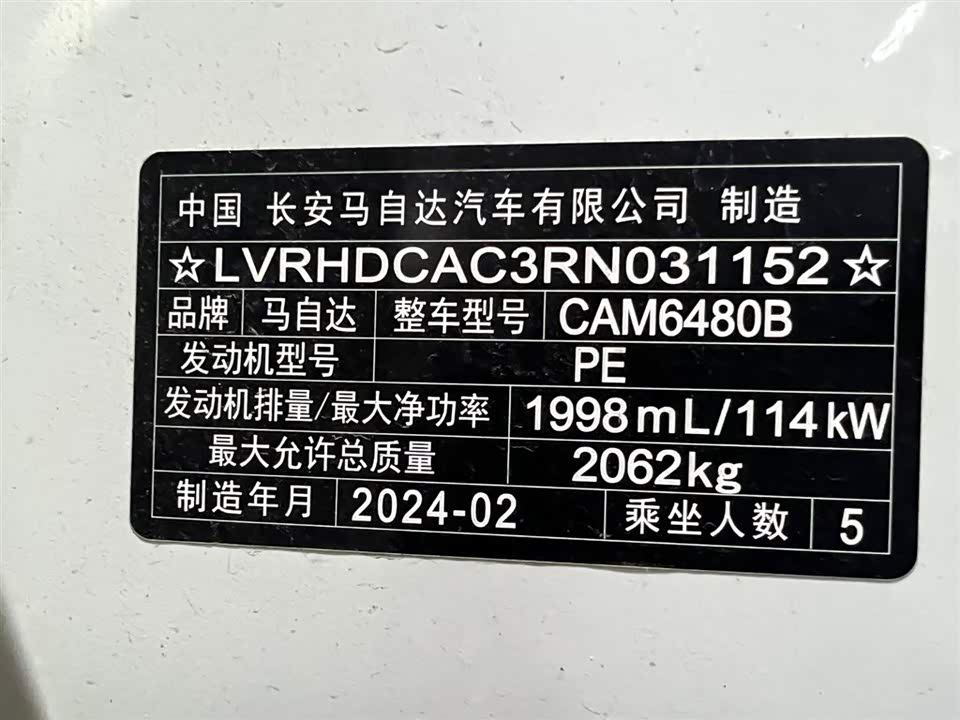 中国 长安马自达汽车有限公司 制造
☆LVRHDCAC3RN031152☆
品牌 马自达 整车型号 CAM6480B
发动机型号 PE
发动机排量/最大净功率 1998mL/114kW
最大允许总质量 2062kg
制造年月 2024-02 乘坐人数 5